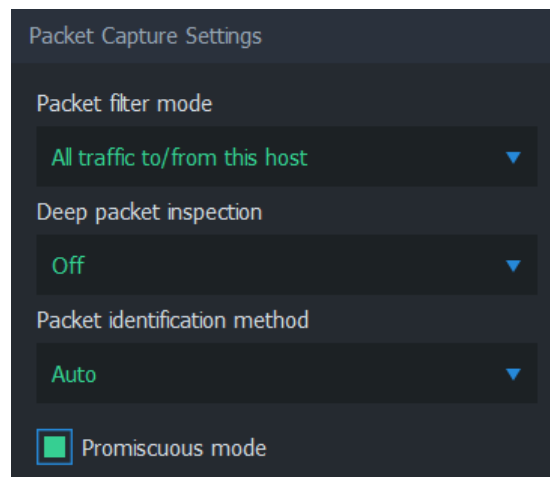 Packet Capture Settings
Packet filter mode
All traffic to/from this host
Deep packet inspection
Off
Packet identification method
Auto
Promiscuous mode